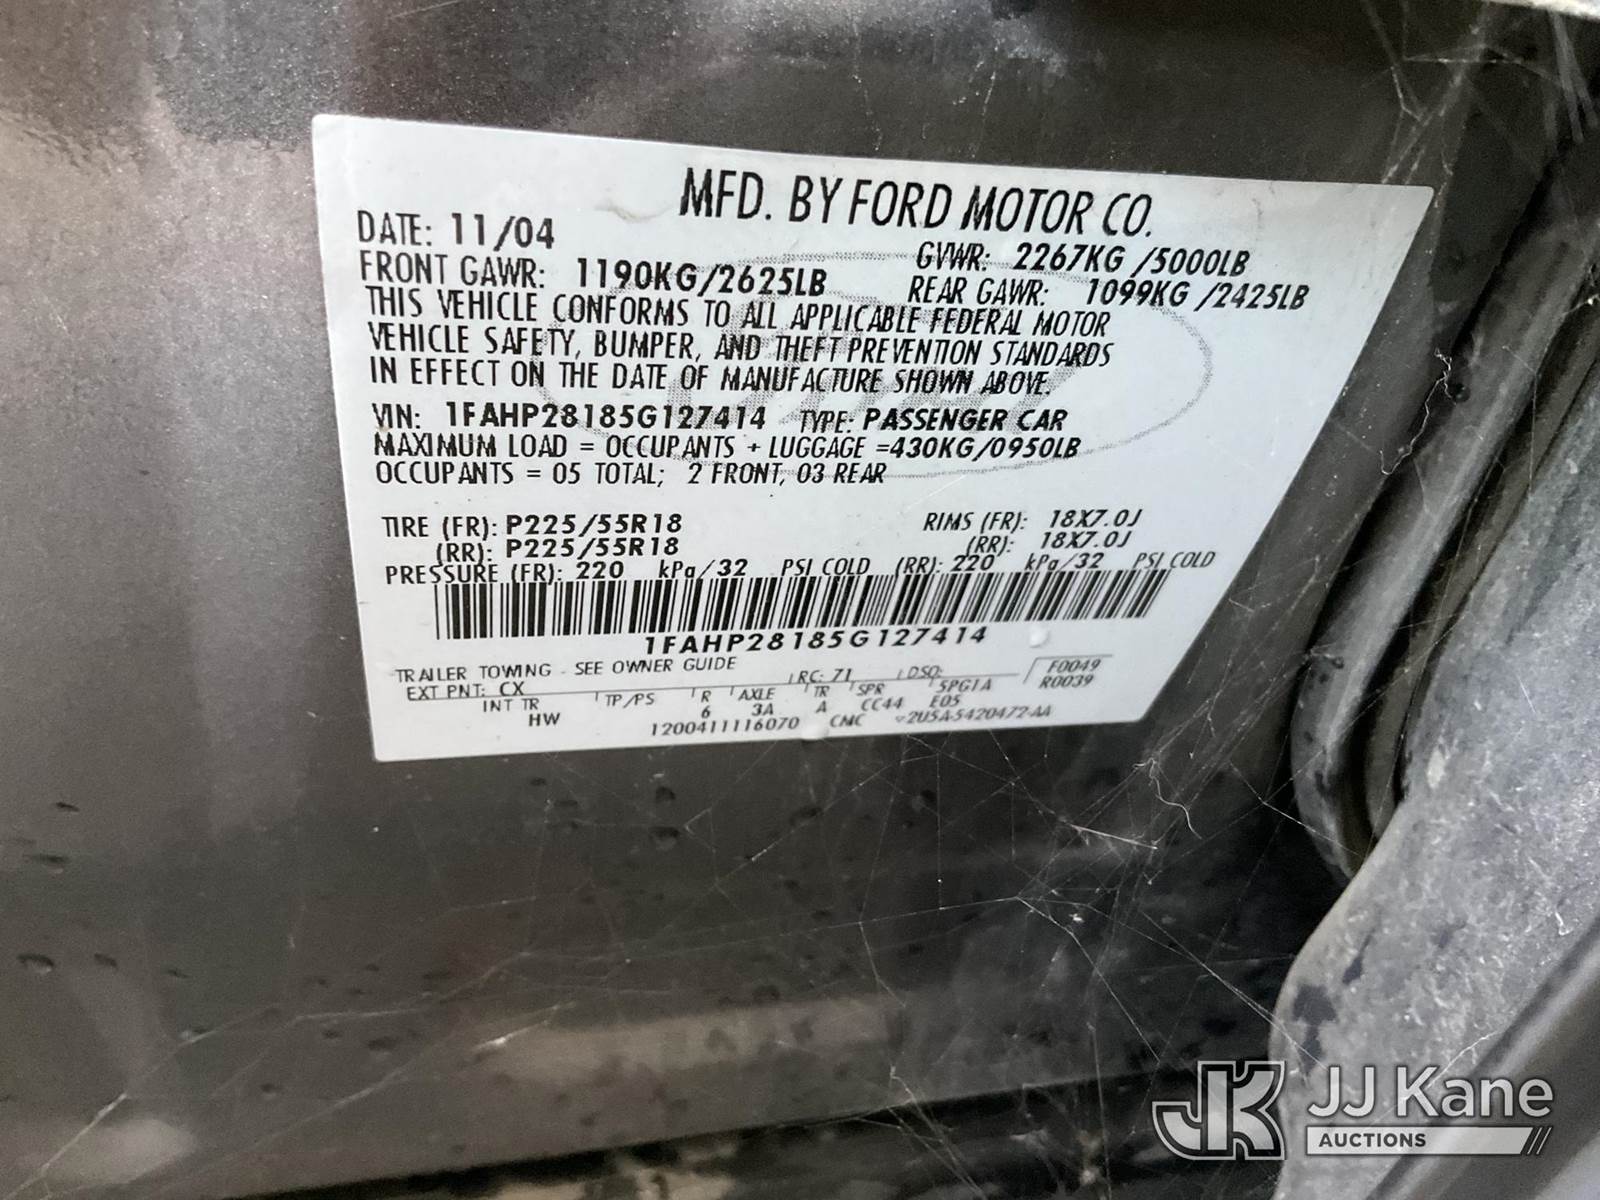 MFD. BY FORD MOTOR CO.
DATE: 11/04
GVWR: 2267KG /5000LB
FRONT GAWR: 1190KG/2625LB
REAR GAWR: 1099KG /2425LB
THIS VEHICLE CONFORMS TO ALL APPLICABLE FEDERAL MOTOR
VEHICLE SAFETY, BUMPER, AND THEFT PREVENTION STANDARDS
IN EFFECT ON THE DATE OF MANUFACTURE SHOWN ABOVE.
VIN: 1FAHP28185G127414 TYPE: PASSENGER CAR
MAXIMUM LOAD = OCCUPANTS + LUGGAGE =430KG/0950LB
OCCUPANTS = 05 TOTAL; 2 FRONT, 03 REAR
TIRE (FR): P225/55R18 RIMS (FR): 18X7.0J
(RR): P225/55R18 (RR): 18X7.0J
PRESSURE (FR): 220 kPa/32 PSI COLD (RR): 220 kPa/32 PSI COLD
1FAHP28185G127414
TRAILER TOWING - SEE OWNER GUIDE
EXT PNT: CX RC: 71 DSO: F0049
R0039
INT TR TP/PS R AXLE TR SPR 5PG1A
HW 6 3A A CC44 E05
1200411116070 CMC 2U5A-5420472-AA
JK JJ Kane
AUCTIONS